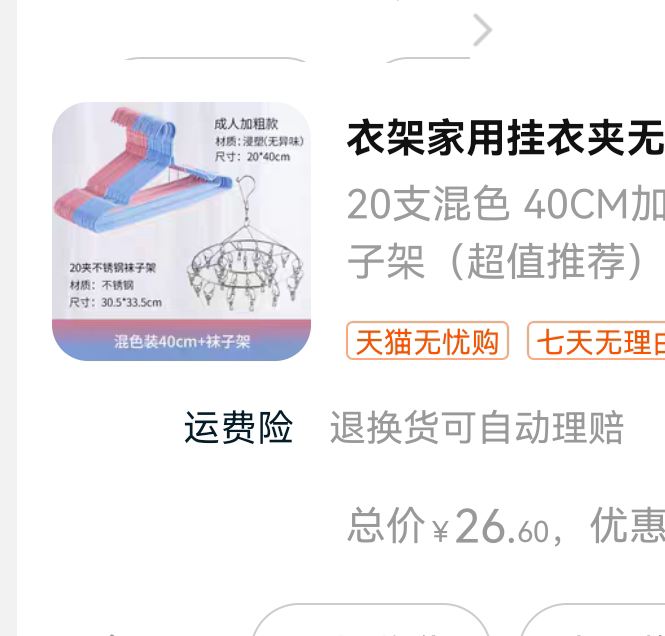 成人加粗款
材质：浸塑(无异味)
尺寸： 20*40cm
20夹不锈钢袜子架
材质：不锈钢
尺寸：30.5*33.5cm
混色装40cm+袜子架
衣架家用挂衣夹无
20支混色 40CM加
子架（超值推荐）
天猫无忧购 七天无理由
运费险 退换货可自动理赔
总价¥26.60，优惠